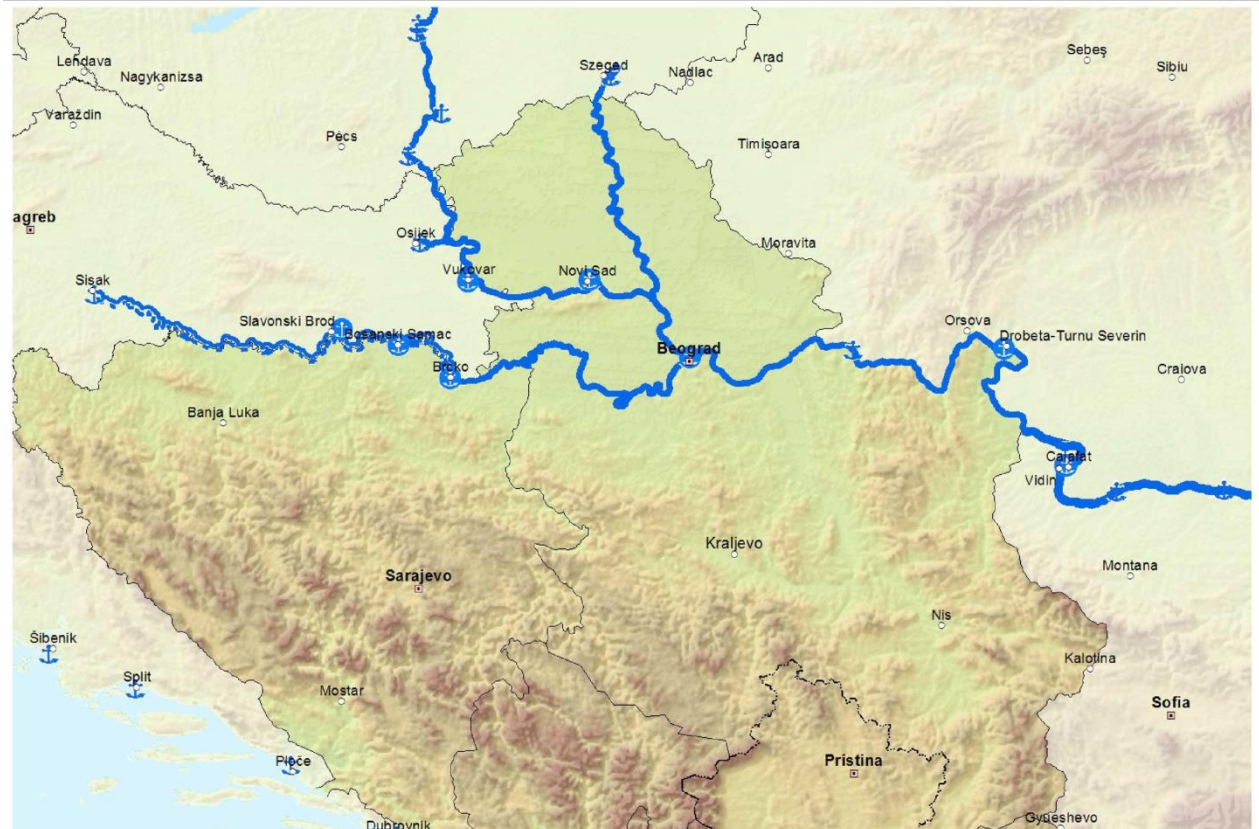 Lendava
Nagykanizsa
Varaždin
Pécs
Szeged
Nadlac
Arad
Sebeş
Sibiu
Timişoara
agreb
Osijek
Vukovar
Novi Sad
Moravita
Sisak
Slavonski Brod
Bosanski Samac
Brcko
Beograd
Orsova
Drobeta-Turnu Severin
Cralova
Banja Luka
Calafat
Vidin
Kraljevo
Sarajevo
Montana
Nis
Šibenik
Split
Mostar
Kalotina
Sofia
Ploče
Pristina
Dubrovnik
Gyueshevo